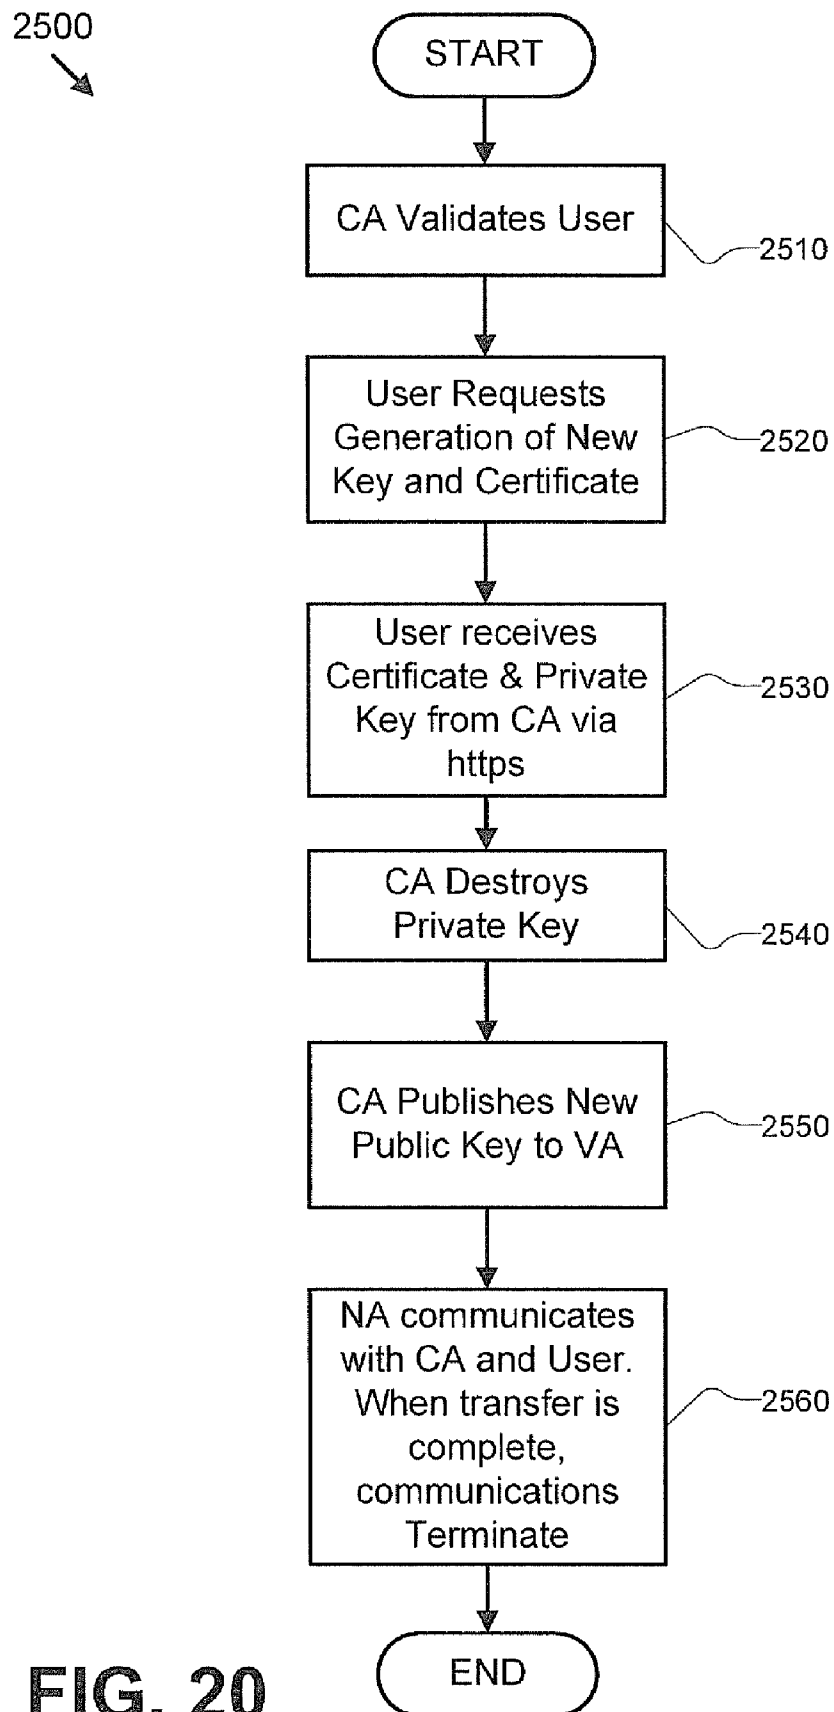 2500
START
CA Validates User
2510
User Requests
Generation of New
Key and Certificate
2520
User receives
Certificate & Private
Key from CA via
https
2530
CA Destroys
Private Key
2540
CA Publishes New
Public Key to VA
2550
NA communicates
with CA and User.
When transfer is
complete,
communications
Terminate
2560
END
FIG. 20